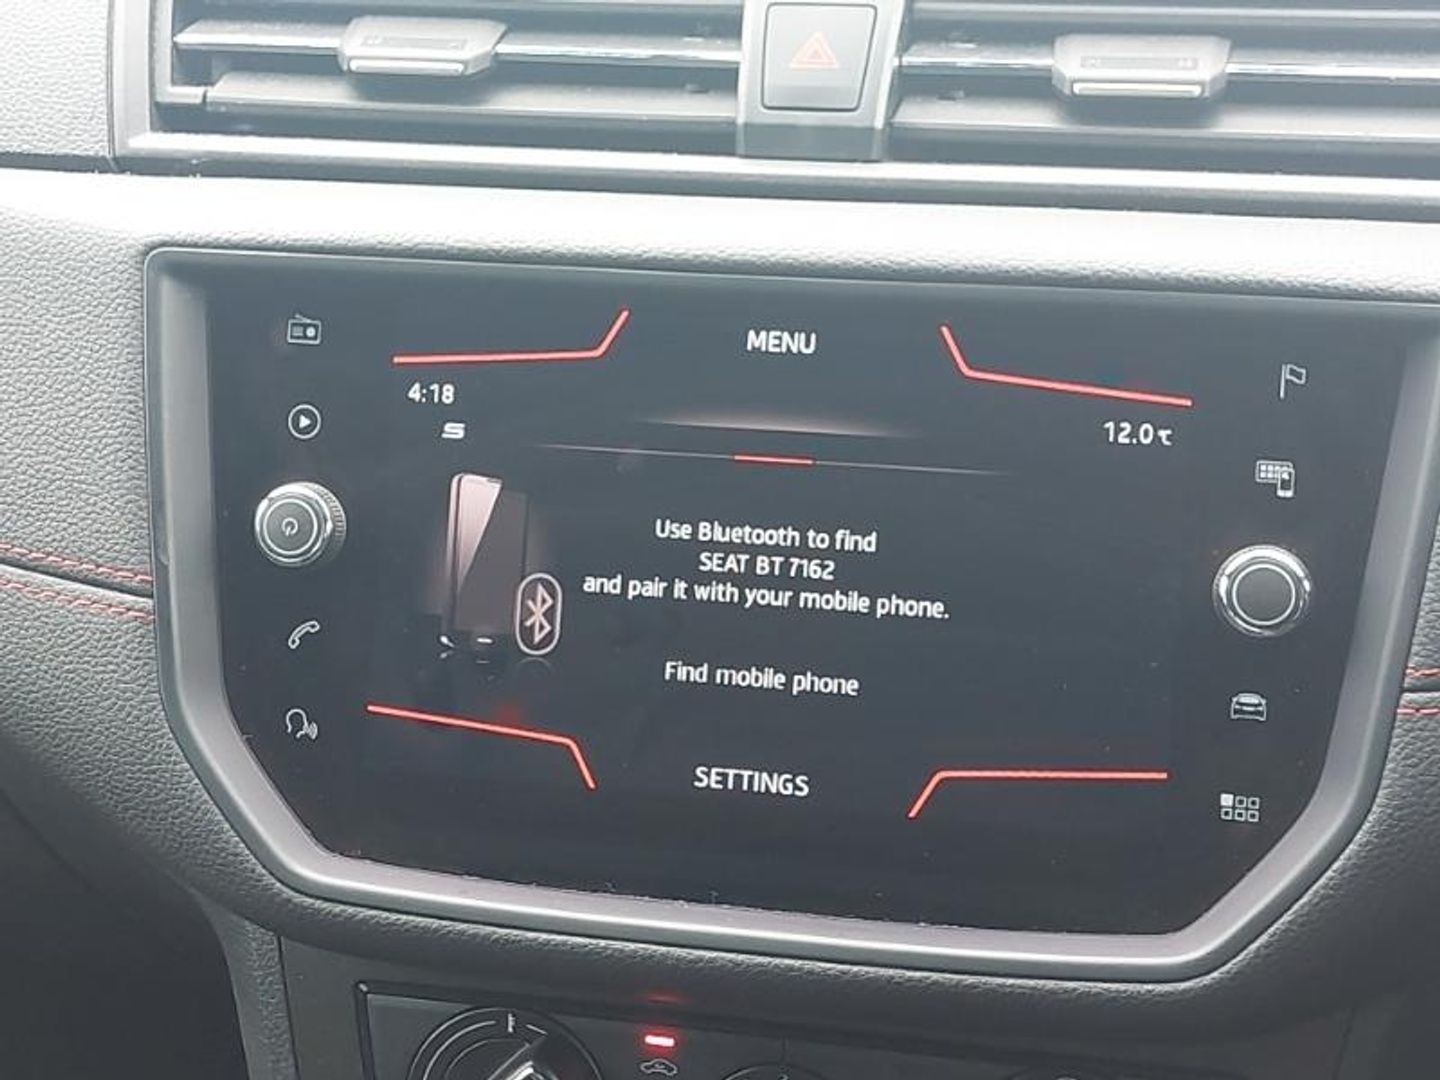 MENU
4:18
12.0℃
Use Bluetooth to find
SEAT BT 7162
and pair it with your mobile phone.
Find mobile phone
SETTINGS